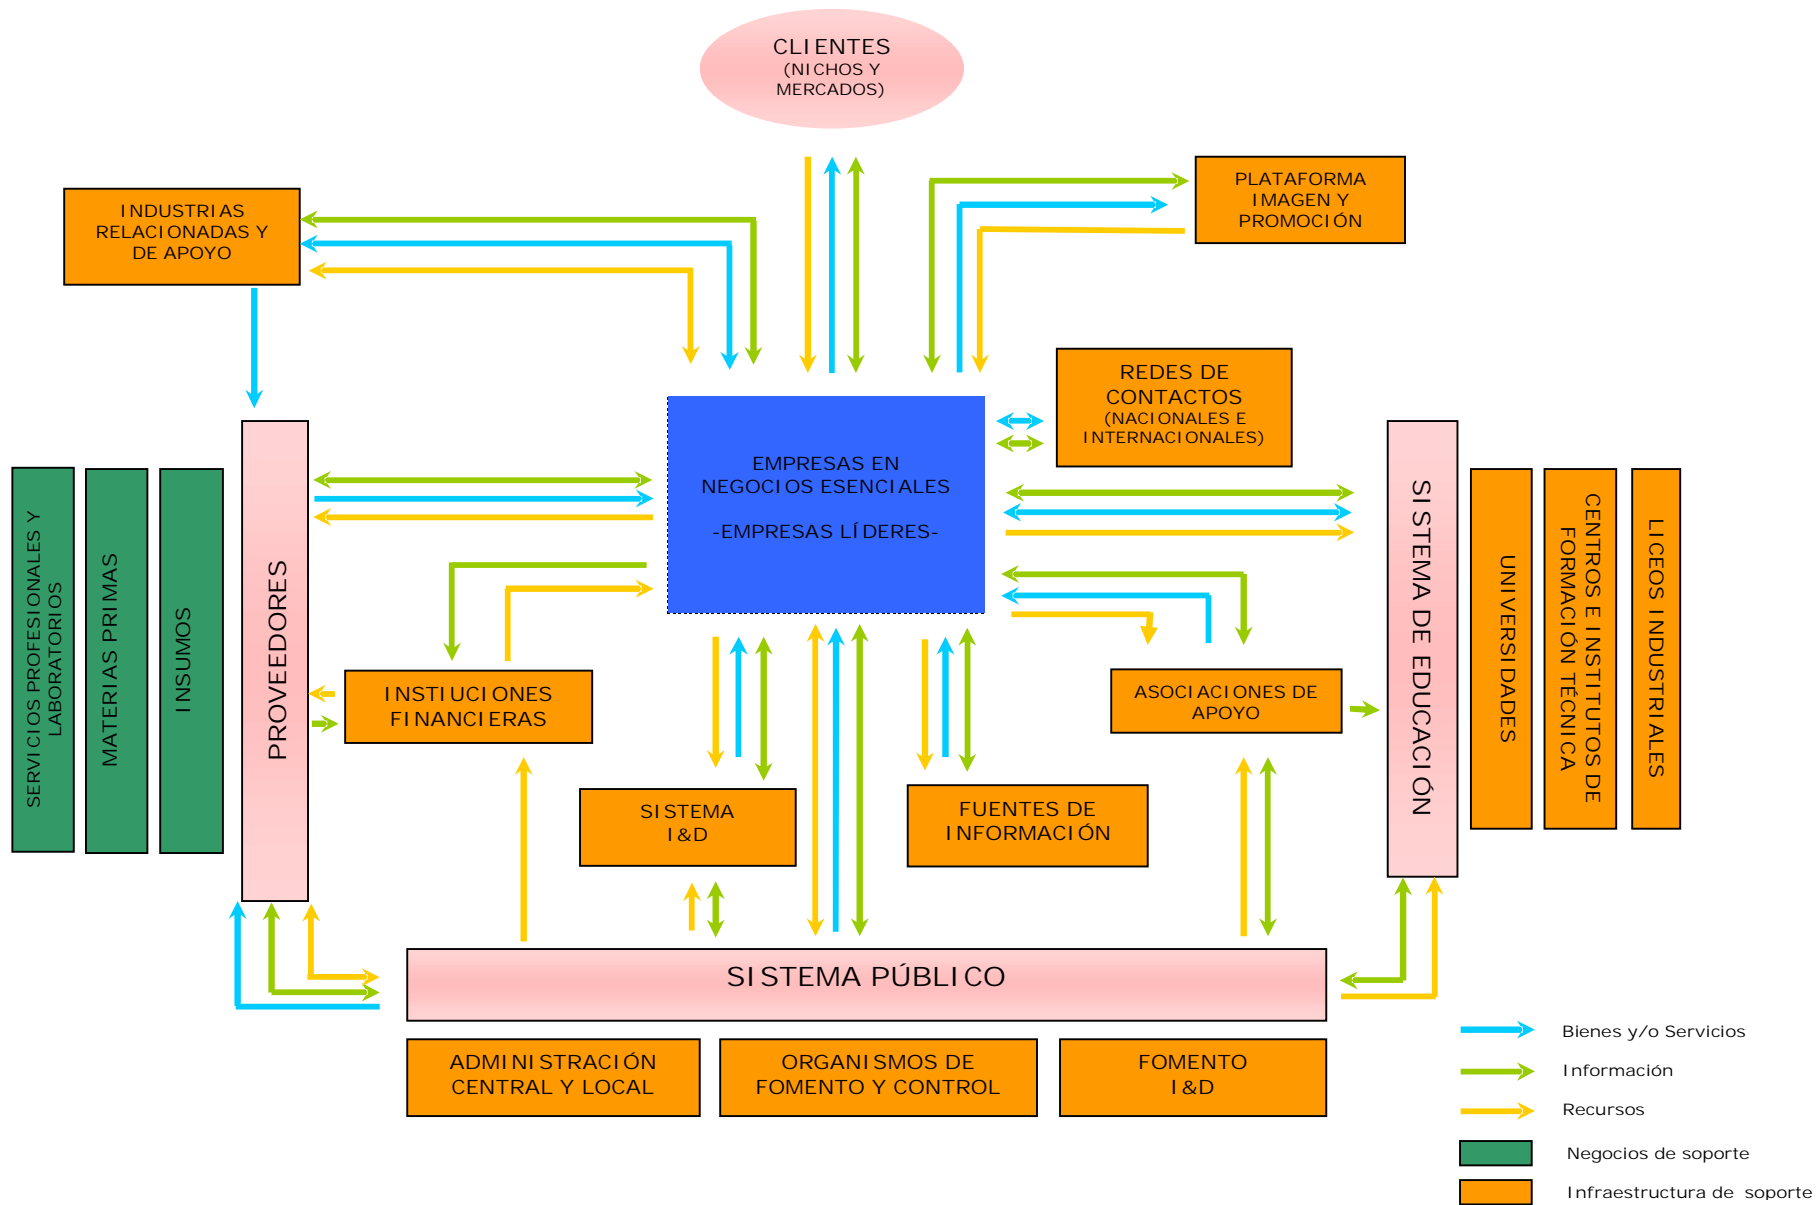 CLIENTES
(NICHOS Y
MERCADOS)
PLATAFORMA
IMAGEN Y
PROMOCIÓN
INDUSTRIAS
RELACIONADAS Y
DE APOYO
REDES DE
CONTACTOS
(NACIONALES E
INTERNACIONALES)
EMPRESAS EN
NEGOCIOS ESENCIALES
-EMPRESAS LÍDERES-
SERVICIOS PROFESIONALES Y
LABORATORIOS
MATERIAS PRIMAS
INSUMOS
PROVEEDORES
SISTEMA DE EDUCACIÓN
UNIVERSIDADES
CENTROS E INSTITUTOS DE
FORMACIÓN TÉCNICA
LICEOS INDUSTRIALES
INSTIUCIONES
FINANCIERAS
ASOCIACIONES DE
APOYO
SISTEMA
I&D
FUENTES DE
INFORMACIÓN
SISTEMA PÚBLICO
ADMINISTRACIÓN
CENTRAL Y LOCAL
ORGANISMOS DE
FOMENTO Y CONTROL
FOMENTO
I&D
Bienes y/o Servicios
Información
Recursos
Negocios de soporte
Infraestructura de soporte